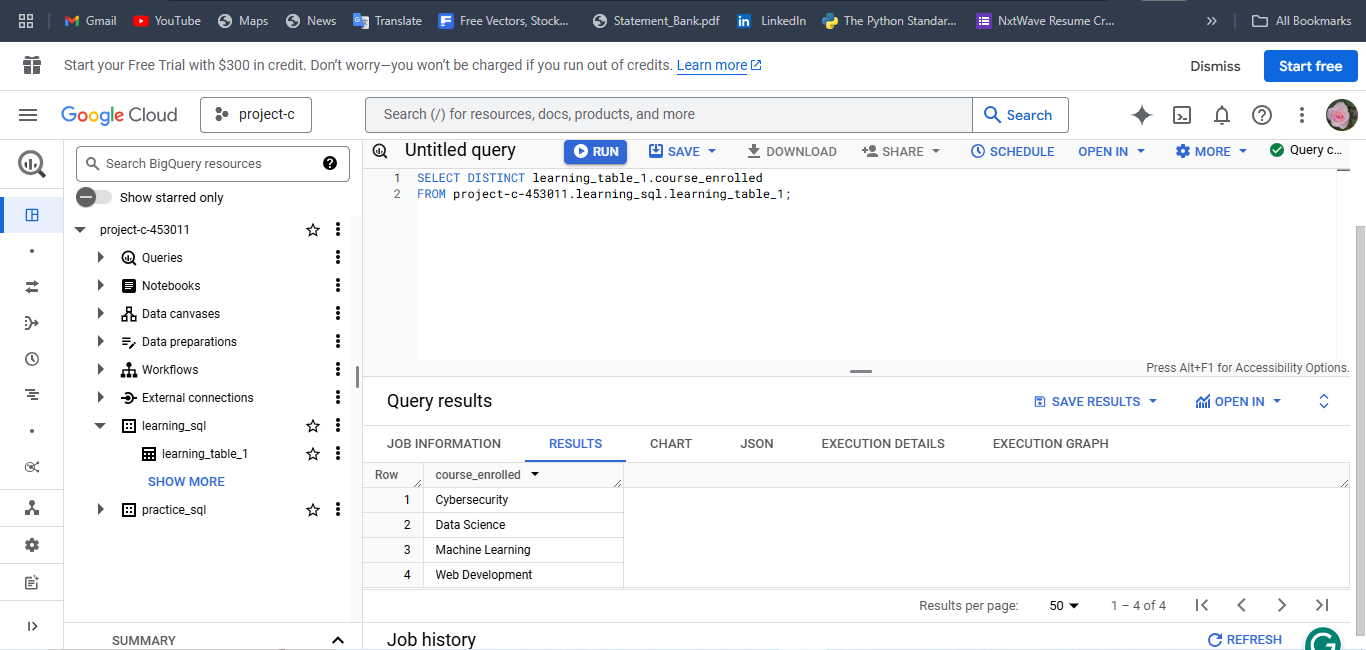 Gmail YouTube Maps News Translate Free Vectors, Stock... Statement_Bank.pdf LinkedIn The Python Standar... NxtWave Resume Cr... » All Bookmarks
Start your Free Trial with $300 in credit. Don't worry—you won't be charged if you run out of credits. Learn more Dismiss Start free
Google Cloud project-c Search (/) for resources, docs, products, and more Search
Search BigQuery resources
Show starred only
project-c-453011
Queries
Notebooks
Data canvases
Data preparations
Workflows
External connections
learning_sql
learning_table_1
SHOW MORE
practice_sql
SUMMARY
Untitled query RUN SAVE DOWNLOAD SHARE SCHEDULE OPEN IN MORE Query c...
1 SELECT DISTINCT learning_table_1.course_enrolled
2 FROM project-c-453011.learning_sql.learning_table_1;
Press Alt+F1 for Accessibility Options.
Query results SAVE RESULTS OPEN IN
JOB INFORMATION RESULTS CHART JSON EXECUTION DETAILS EXECUTION GRAPH
Row course_enrolled
1 Cybersecurity
2 Data Science
3 Machine Learning
4 Web Development
Results per page: 50 1 – 4 of 4
Job history REFRESH